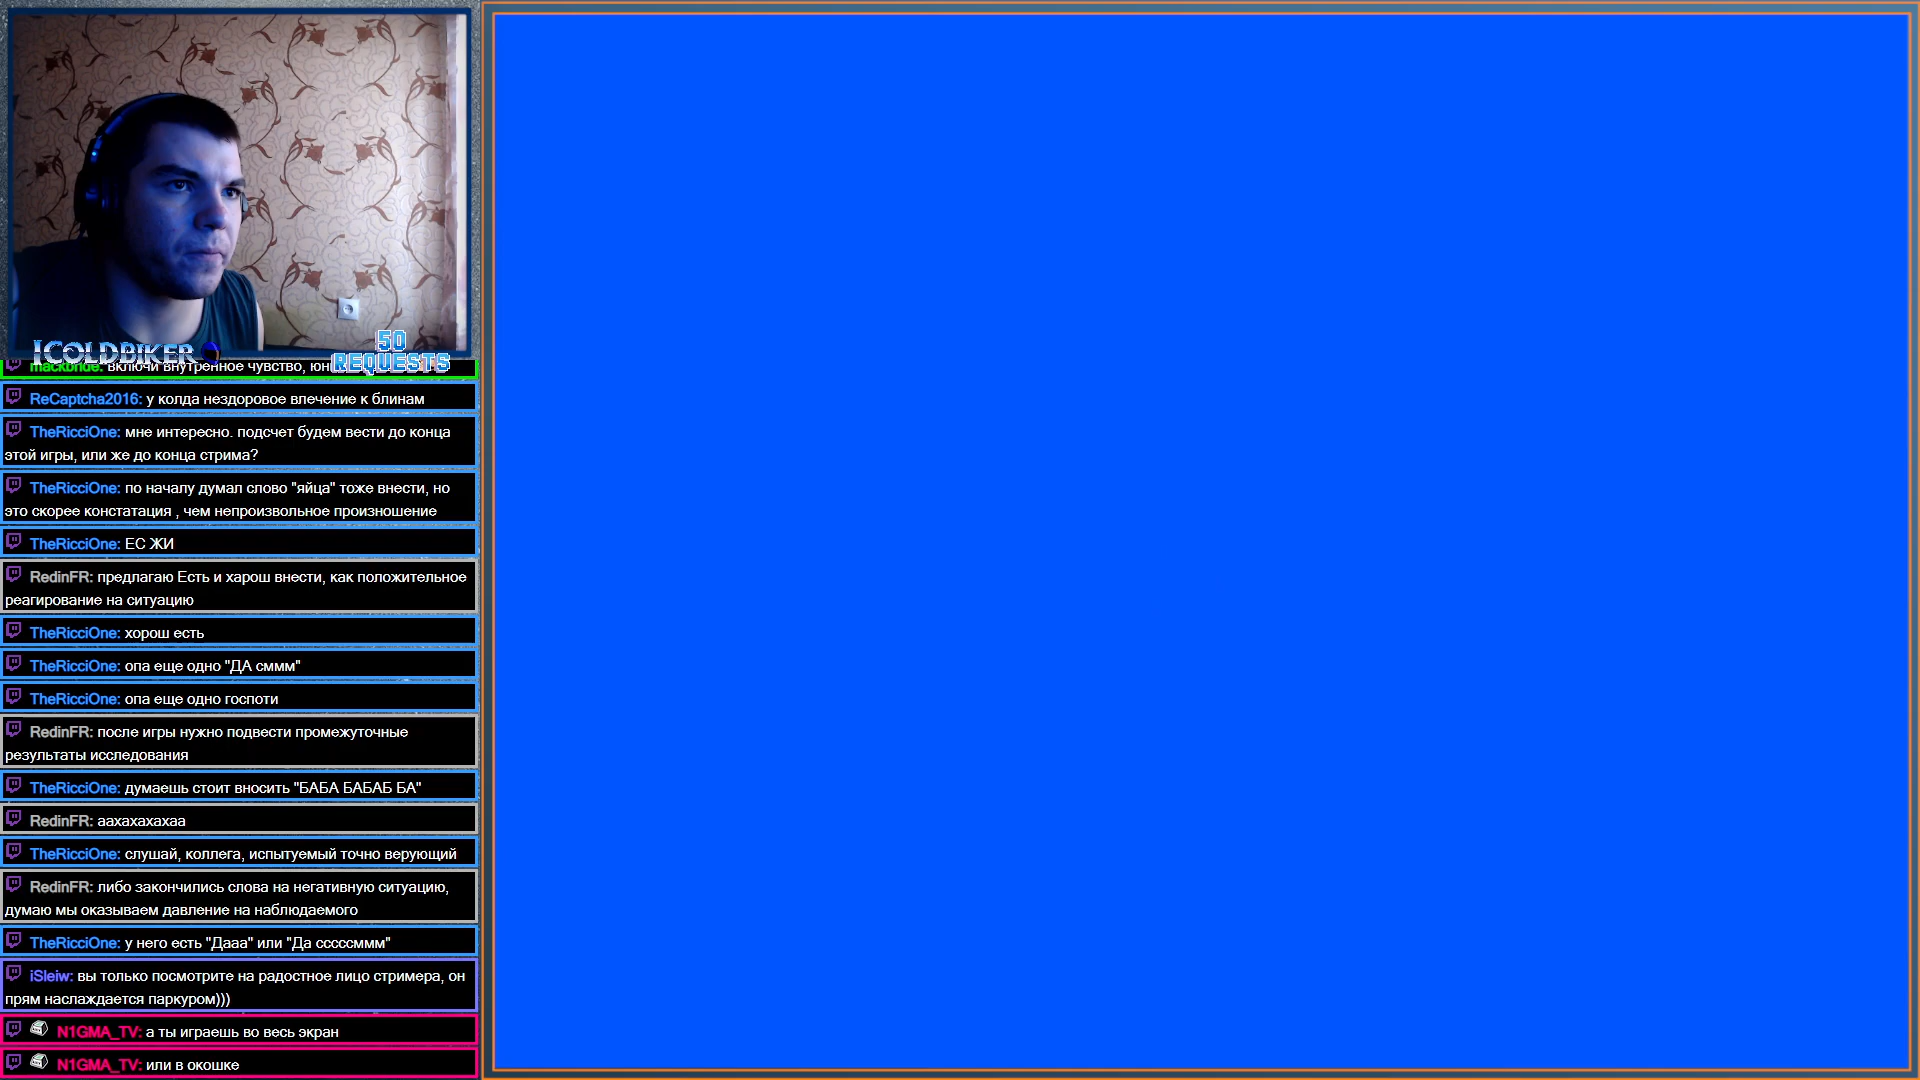 ICOLDBIKER
50
REQUESTS
mackbride: включи внутренное чувство,
ReCaptcha2016: у колда нездоровое влечение к блинам
TheRicciOne: мне интересно. подсчет будем вести до конца
этой игры, или же до конца стрима?
TheRicciOne: по началу думал слово "яйца" тоже внести, но
это скорее констатация , чем непроизвольное произношение
TheRicciOne: ЕС ЖИ
RedinFR: предлагаю Есть и харош внести, как положительное
реагирование на ситуацию
TheRicciOne: хорош есть
TheRicciOne: опа еще одно "ДА сммм"
TheRicciOne: опа еще одно госпоти
RedinFR: после игры нужно подвести промежуточные
результаты исследования
TheRicciOne: думаешь стоит вносить "БАБА БАБАБ БА"
RedinFR: аахахахахаа
TheRicciOne: слушай, коллега, испытуемый точно верующий
RedinFR: либо закончились слова на негативную ситуацию,
думаю мы оказываем давление на наблюдаемого
TheRicciOne: у него есть "Дааа" или "Да сссссммм"
iSleiw: вы только посмотрите на радостное лицо стримера, он
прям наслаждается паркуром)))
N1GMA_TV: а ты играешь во весь экран
N1GMA_TV: или в окошке